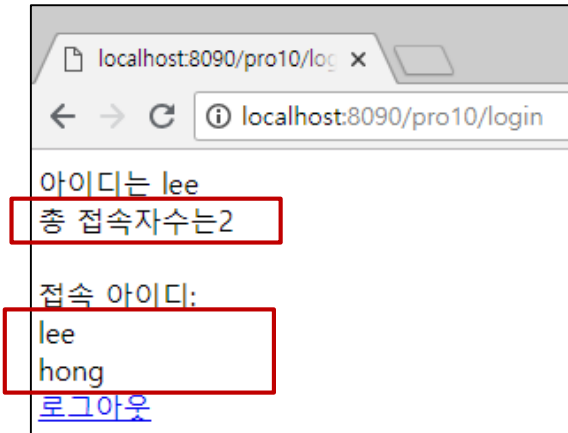 localhost:8090/pro10/log
localhost:8090/pro10/login
아이디는 lee
총 접속자수는2
접속 아이디:
lee
hong
로그아웃